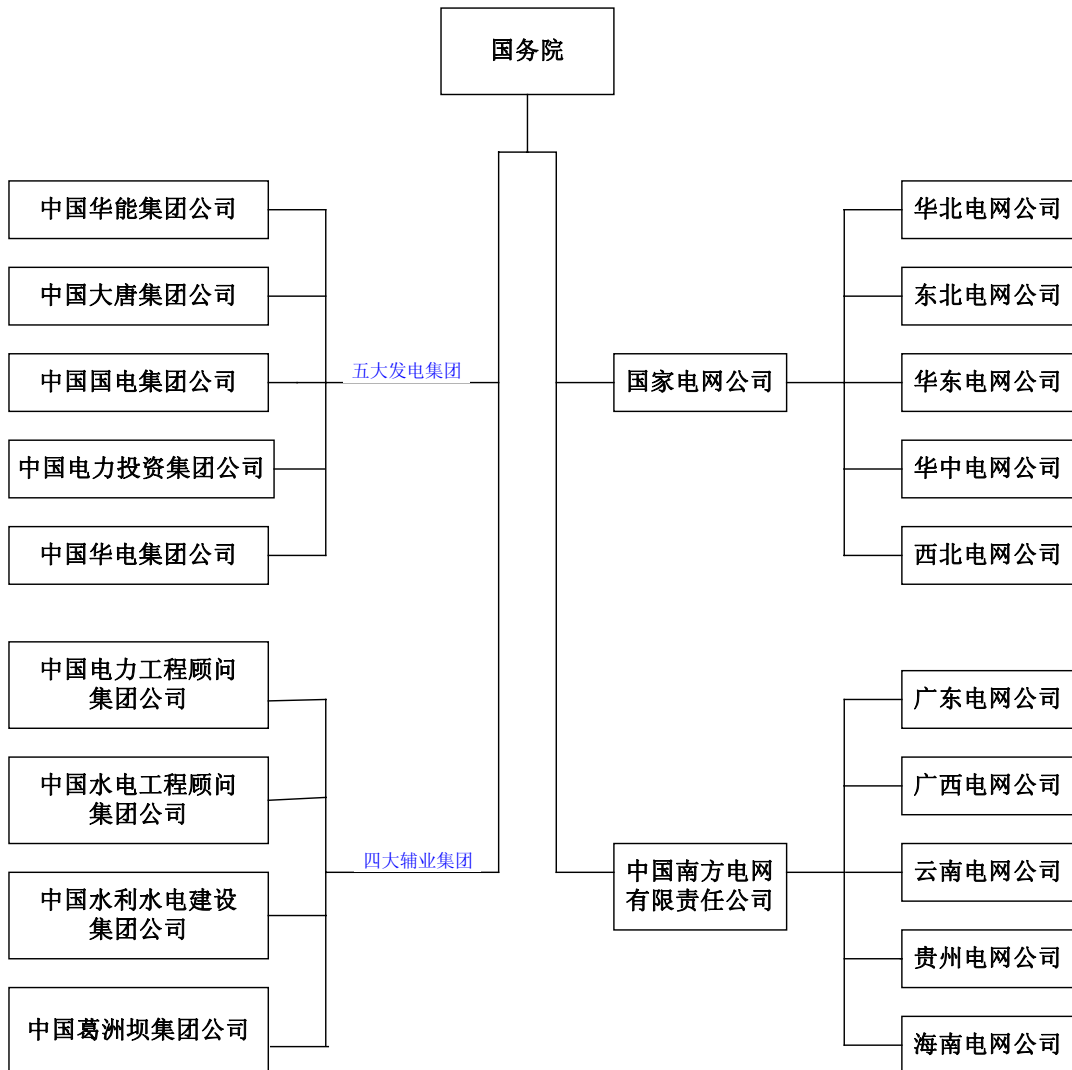 国务院
中国华能集团公司
中国大唐集团公司
中国国电集团公司
中国电力投资集团公司
中国华电集团公司
五大发电集团
中国电力工程顾问
集团公司
中国水电工程顾问
集团公司
中国水利水电建设
集团公司
中国葛洲坝集团公司
四大辅业集团
国家电网公司
华北电网公司
东北电网公司
华东电网公司
华中电网公司
西北电网公司
中国南方电网
有限责任公司
广东电网公司
广西电网公司
云南电网公司
贵州电网公司
海南电网公司